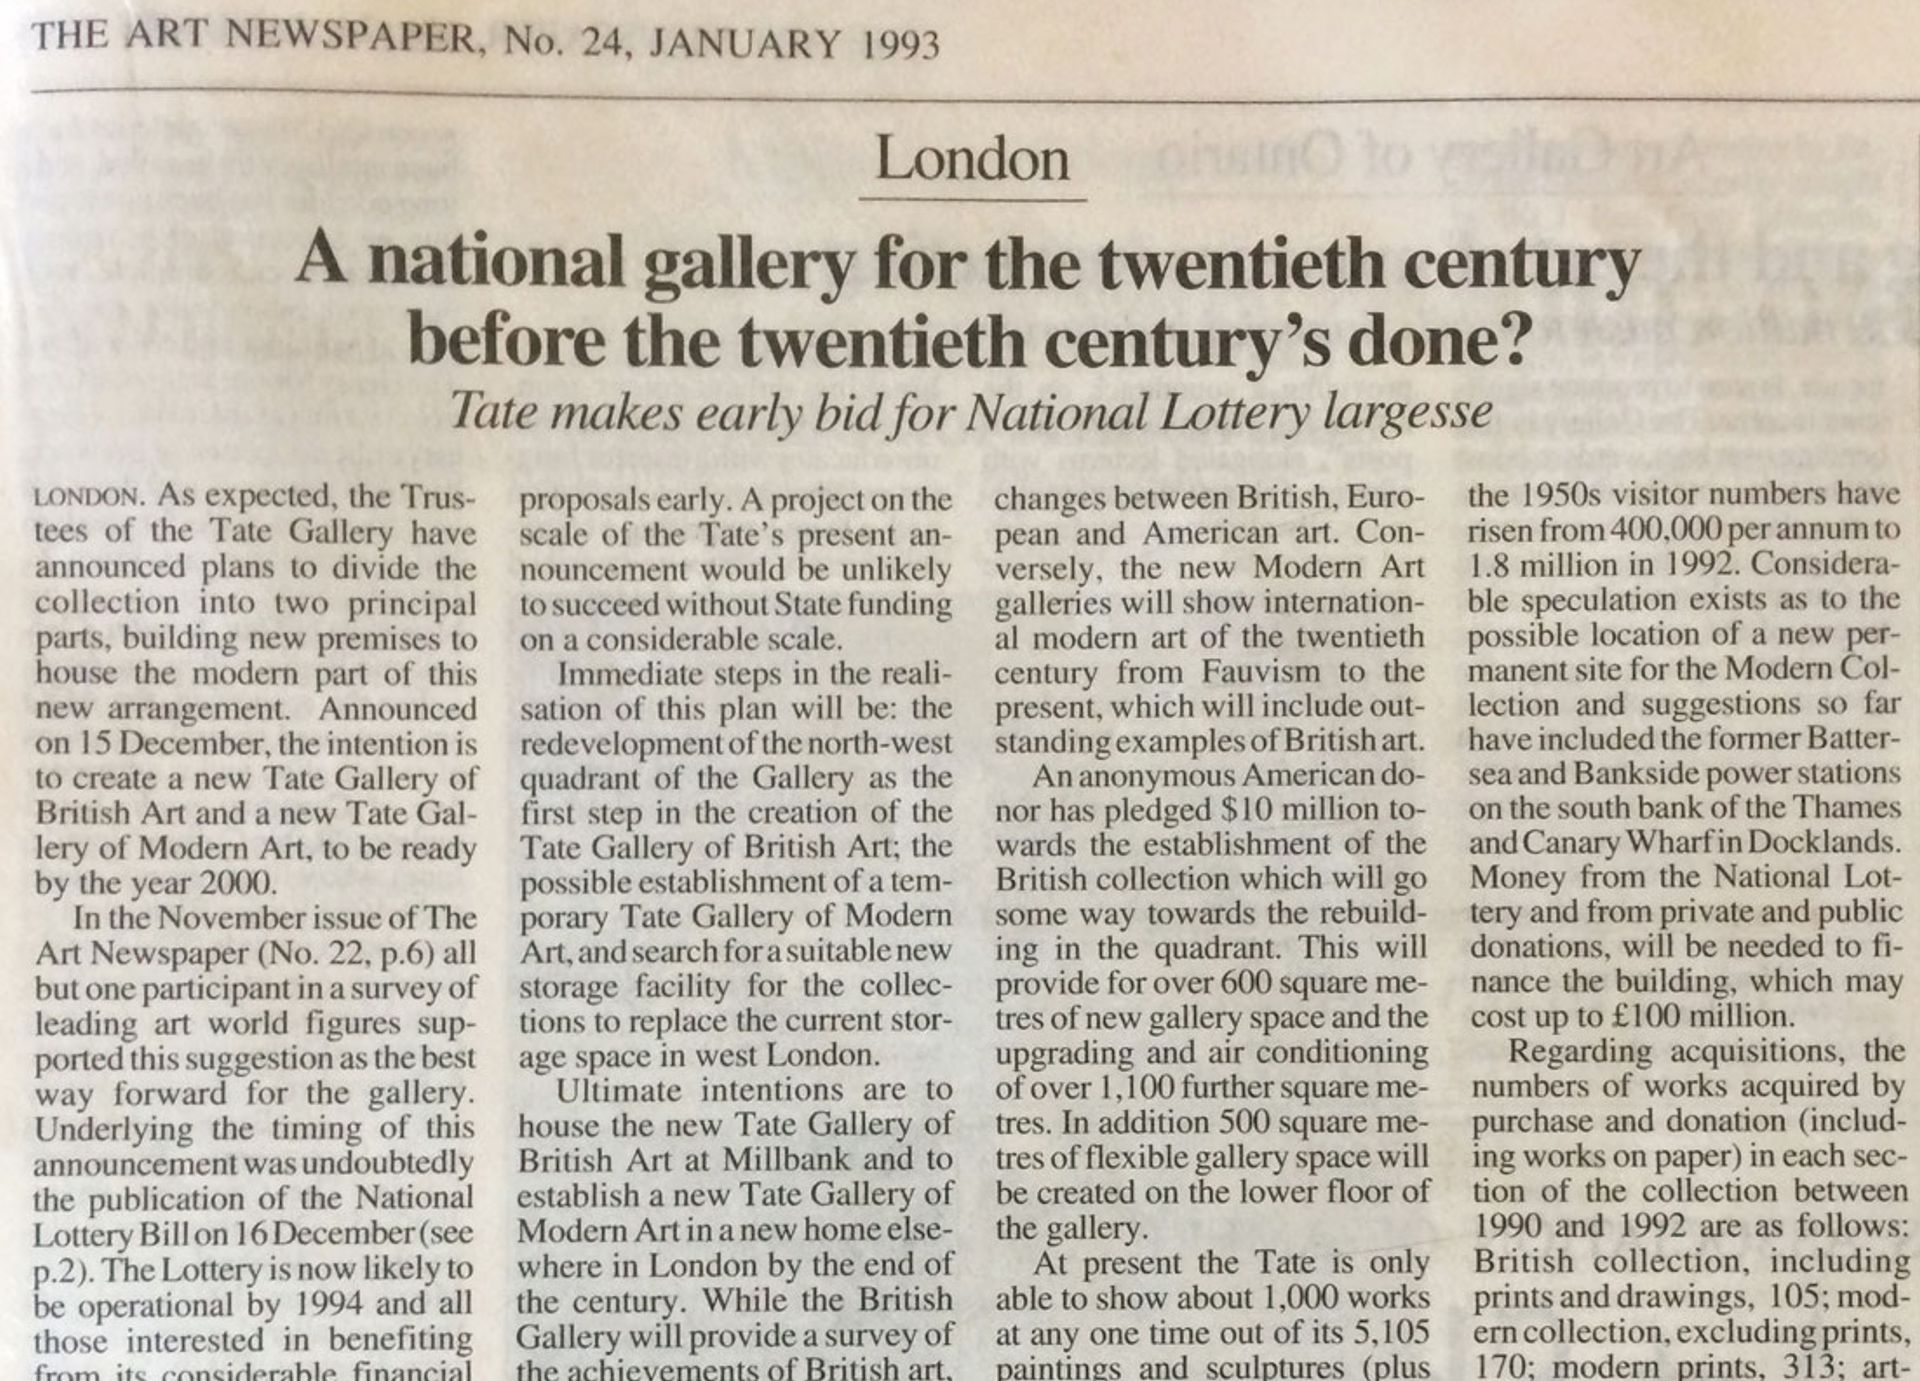 THE ART NEWSPAPER, No. 24, JANUARY 1993
London
A national gallery for the twentieth century
before the twentieth century's done?
Tate makes early bid for National Lottery largesse
LONDON. As expected, the Trus-
tees of the Tate Gallery have
announced plans to divide the
collection into two principal
parts, building new premises to
house the modern part of this
new arrangement. Announced
on 15 December, the intention is
to create a new Tate Gallery of
British Art and a new Tate Gal-
lery of Modern Art, to be ready
by the year 2000.
In the November issue of The
Art Newspaper (No. 22, p.6) all
but one participant in a survey of
leading art world figures sup-
ported this suggestion as the best
way forward for the gallery.
Underlying the timing of this
announcement was undoubtedly
the publication of the National
Lottery Bill on 16 December (see
p.2). The Lottery is now likely to
be operational by 1994 and all
those interested in benefiting
from its considerable financial
proposals early. A project on the
scale of the Tate's present an-
nouncement would be unlikely
to succeed without State funding
on a considerable scale.
Immediate steps in the reali-
sation of this plan will be: the
redevelopment of the north-west
quadrant of the Gallery as the
first step in the creation of the
Tate Gallery of British Art; the
possible establishment of a tem-
porary Tate Gallery of Modern
Art, and search for a suitable new
storage facility for the collec-
tions to replace the current stor-
age space in west London.
Ultimate intentions are to
house the new Tate Gallery of
British Art at Millbank and to
establish a new Tate Gallery of
Modern Art in a new home else-
where in London by the end of
the century. While the British
Gallery will provide a survey of
the achievements of British art,
changes between British, Euro-
pean and American art. Con-
versely, the new Modern Art
galleries will show internation-
al modern art of the twentieth
century from Fauvism to the
present, which will include out-
standing examples of British art.
An anonymous American do-
nor has pledged $10 million to-
wards the establishment of the
British collection which will go
some way towards the rebuild-
ing in the quadrant. This will
provide for over 600 square me-
tres of new gallery space and the
upgrading and air conditioning
of over 1,100 further square me-
tres. In addition 500 square me-
tres of flexible gallery space will
be created on the lower floor of
the gallery.
At present the Tate is only
able to show about 1,000 works
at any one time out of its 5,105
paintings and sculptures (plus
the 1950s visitor numbers have
risen from 400,000 per annum to
1.8 million in 1992. Considera-
ble speculation exists as to the
possible location of a new per-
manent site for the Modern Col-
lection and suggestions so far
have included the former Batter-
sea and Bankside power stations
on the south bank of the Thames
and Canary Wharf in Docklands.
Money from the National Lot-
tery and from private and public
donations, will be needed to fi-
nance the building, which may
cost up to £100 million.
Regarding acquisitions, the
numbers of works acquired by
purchase and donation (includ-
ing works on paper) in each sec-
tion of the collection between
1990 and 1992 are as follows:
British collection, including
prints and drawings, 105; mod-
ern collection, excluding prints,
170; modern prints, 313; art-